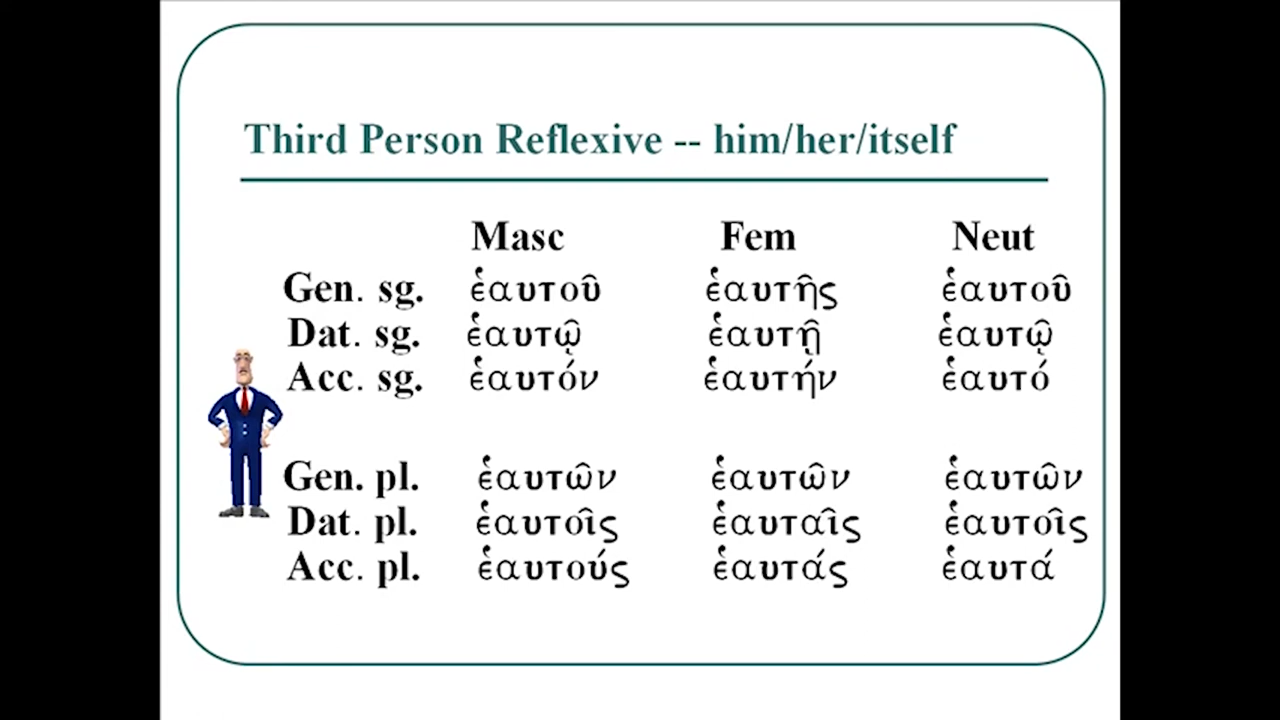 Third Person Reflexive -- him/her/itself
Masc Fem Neut
Gen. sg. ἑαυτοῦ ἑαυτῆς ἑαυτοῦ
Dat. sg. ἑαυτῷ ἑαυτῇ ἑαυτῷ
Acc. sg. ἑαυτόν ἑαυτήν ἑαυτό
Gen. pl. ἑαυτῶν ἑαυτῶν ἑαυτῶν
Dat. pl. ἑαυτοῖς ἑαυταῖς ἑαυτοῖς
Acc. pl. ἑαυτούς ἑαυτάς ἑαυτά